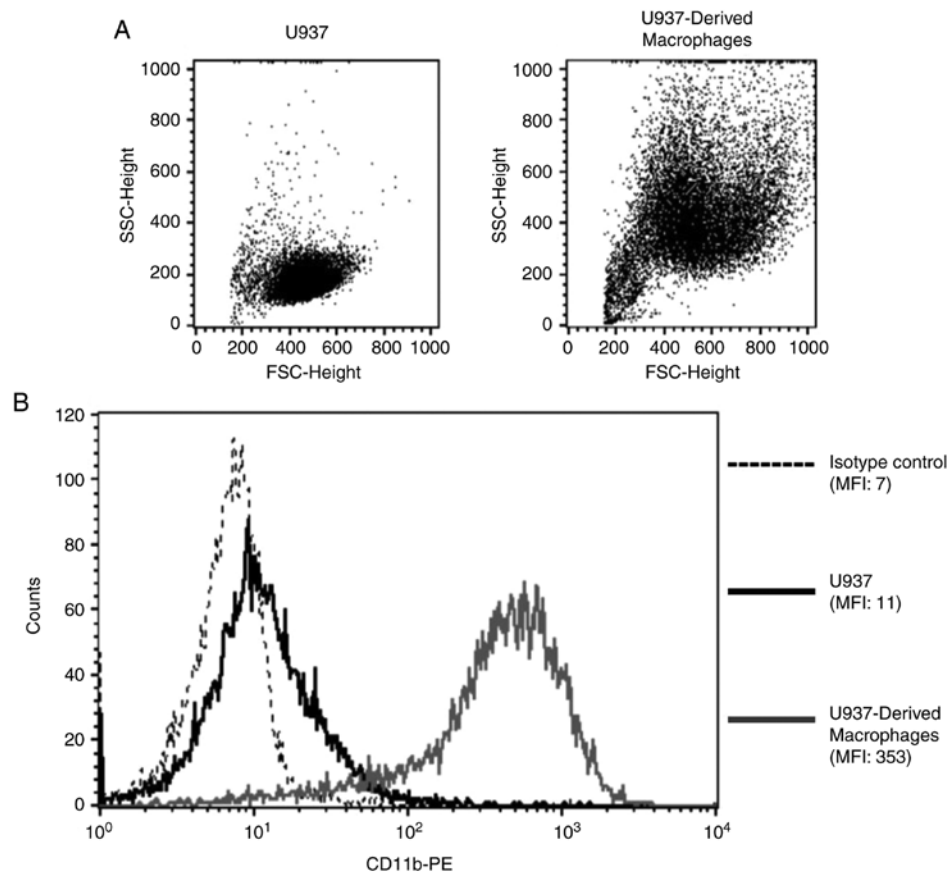 A
U937
U937-Derived
Macrophages
1000
800
600
400
200
0
SSC-Height
0 200 400 600 800 1000
FSC-Height
1000
800
600
400
200
0
SSC-Height
0 200 400 600 800 1000
FSC-Height
B
120
100
80
60
40
20
0
Counts
10⁰ 10¹ 10² 10³ 10⁴
CD11b-PE
Isotype control
(MFI: 7)
U937
(MFI: 11)
U937-Derived
Macrophages
(MFI: 353)